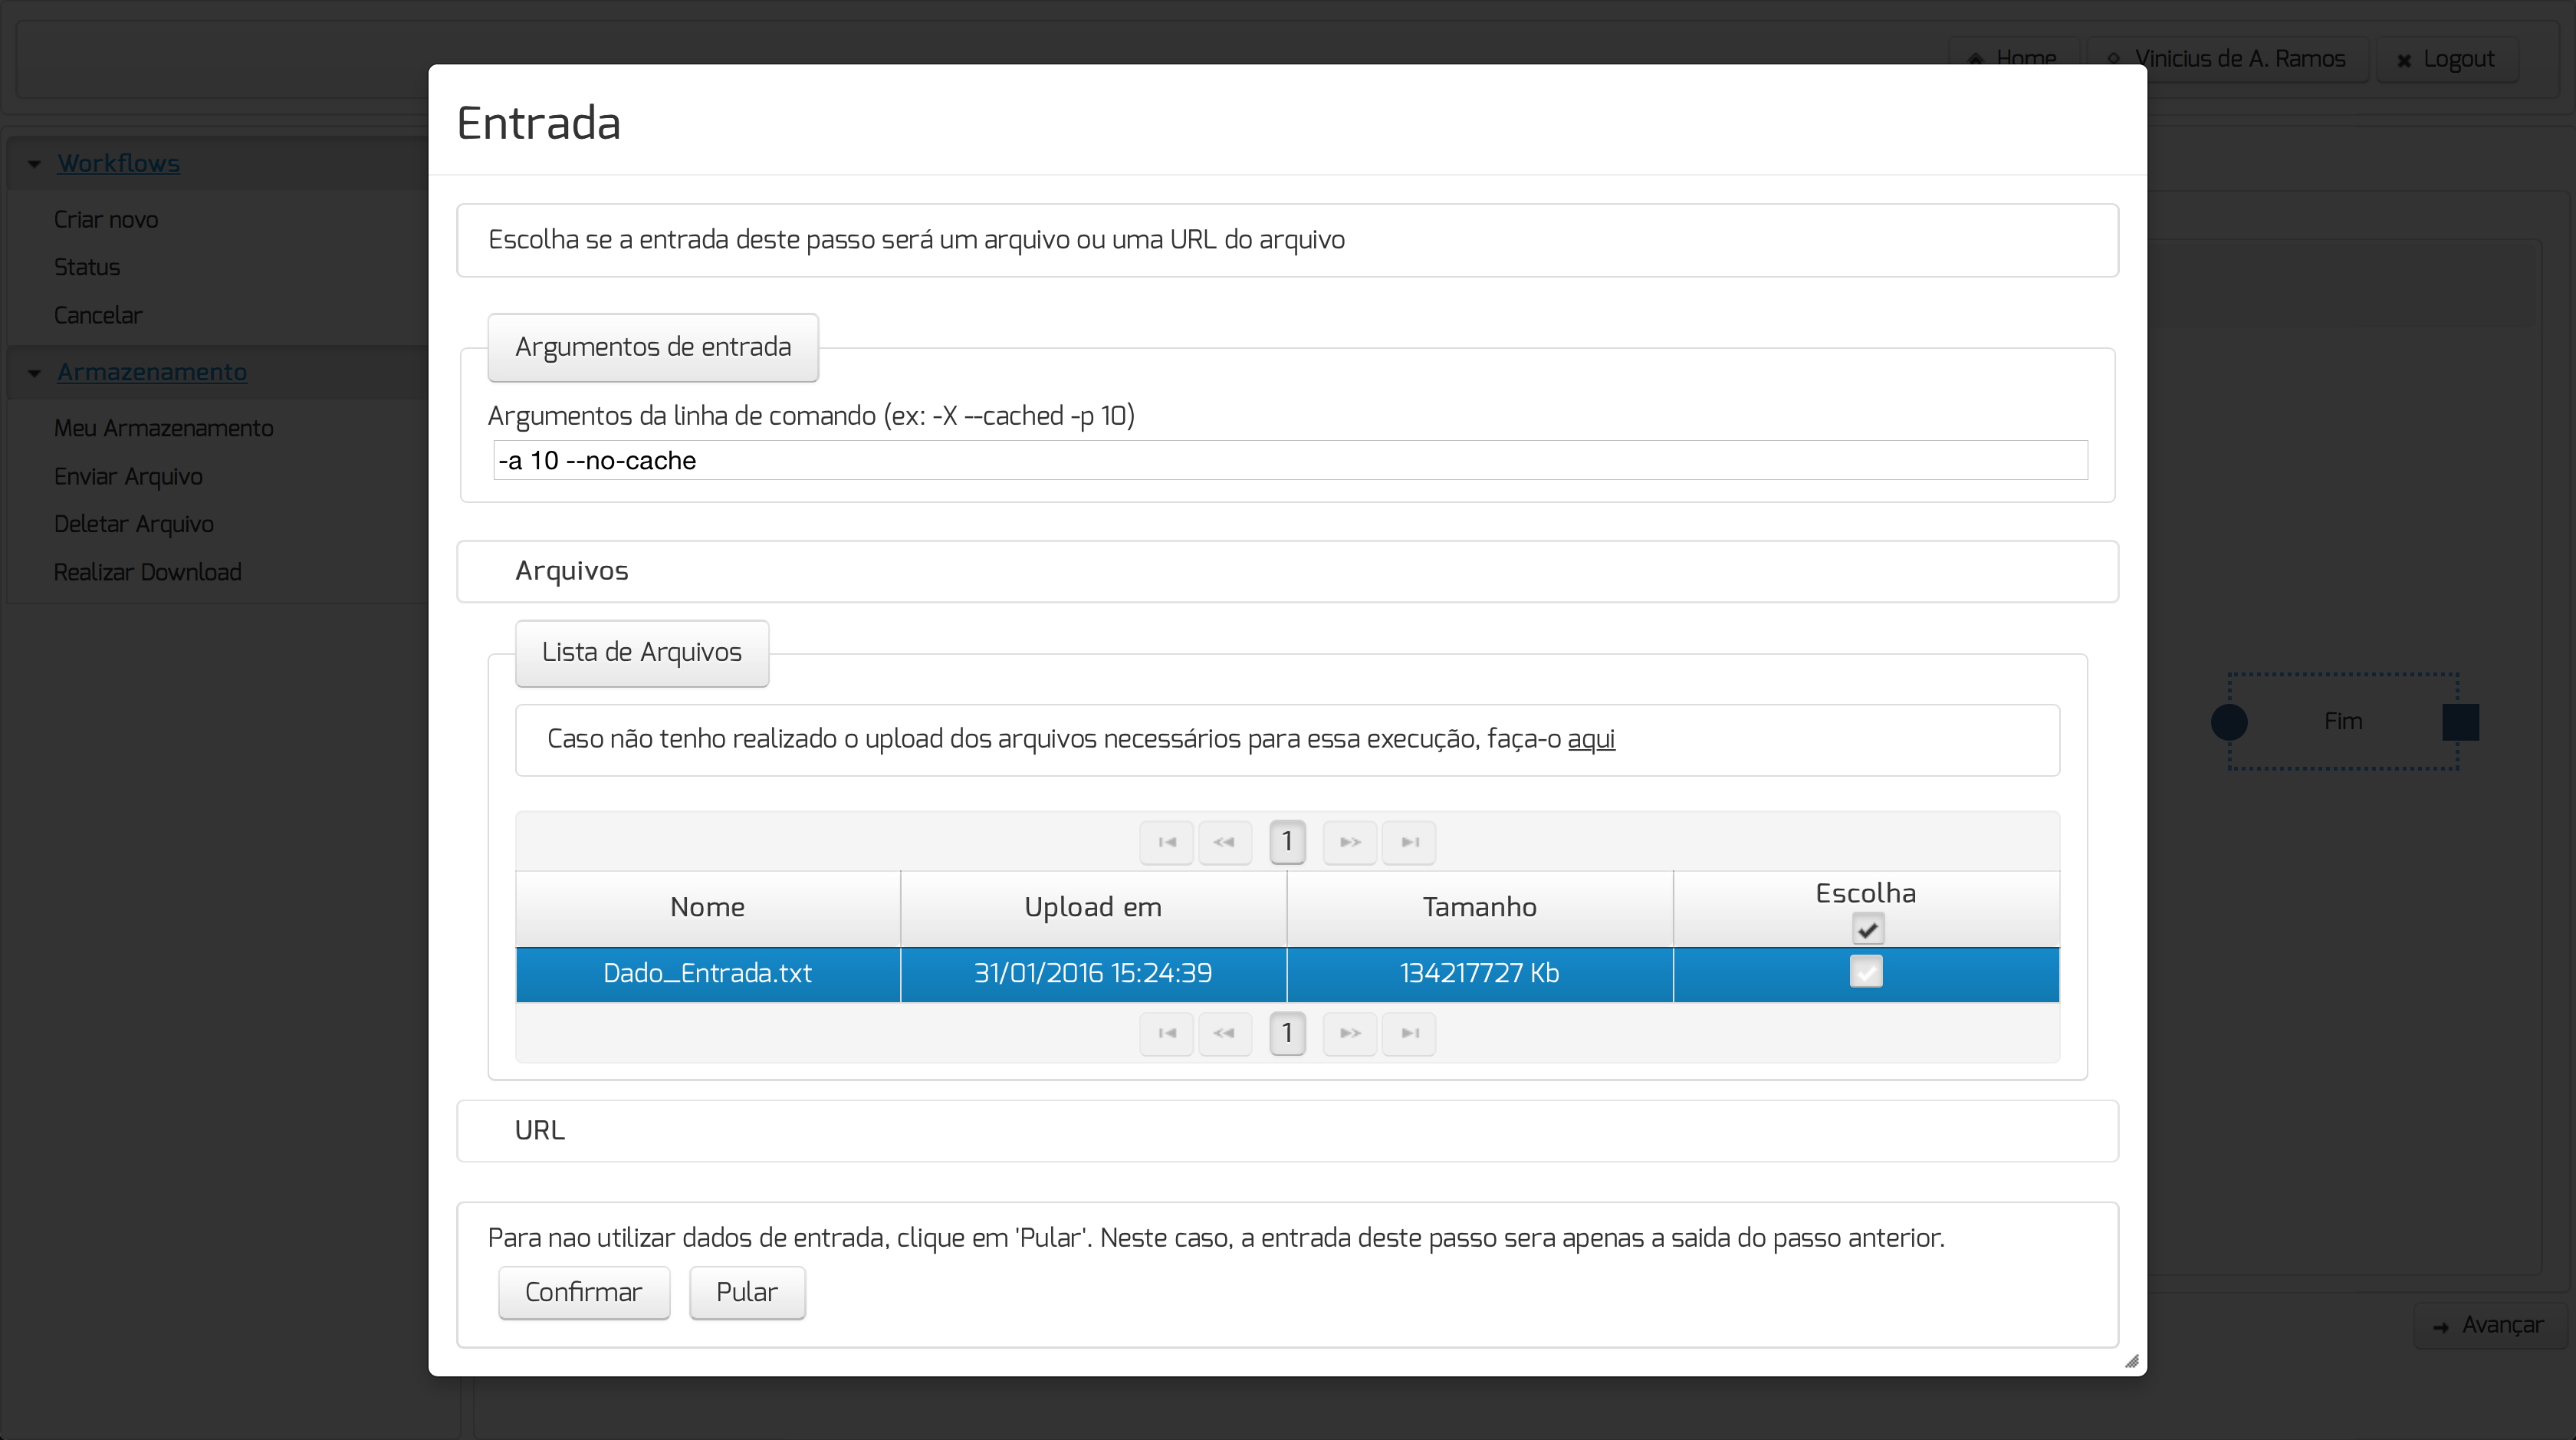 Home Vinicius de A. Ramos Logout
Entrada
Workflows
Criar novo
Status
Cancelar
Armazenamento
Meu Armazenamento
Enviar Arquivo
Deletar Arquivo
Realizar Download
Escolha se a entrada deste passo será um arquivo ou uma URL do arquivo
Argumentos de entrada
Argumentos da linha de comando (ex: -X --cached -p 10)
-a 10 --no-cache
Arquivos
Lista de Arquivos
Caso não tenho realizado o upload dos arquivos necessários para essa execução, faça-o aqui
1
Nome Upload em Tamanho Escolha
Dado_Entrada.txt 31/01/2016 15:24:39 134217727 Kb
1
URL
Para nao utilizar dados de entrada, clique em 'Pular'. Neste caso, a entrada deste passo sera apenas a saida do passo anterior.
Confirmar Pular
Fim
Avançar